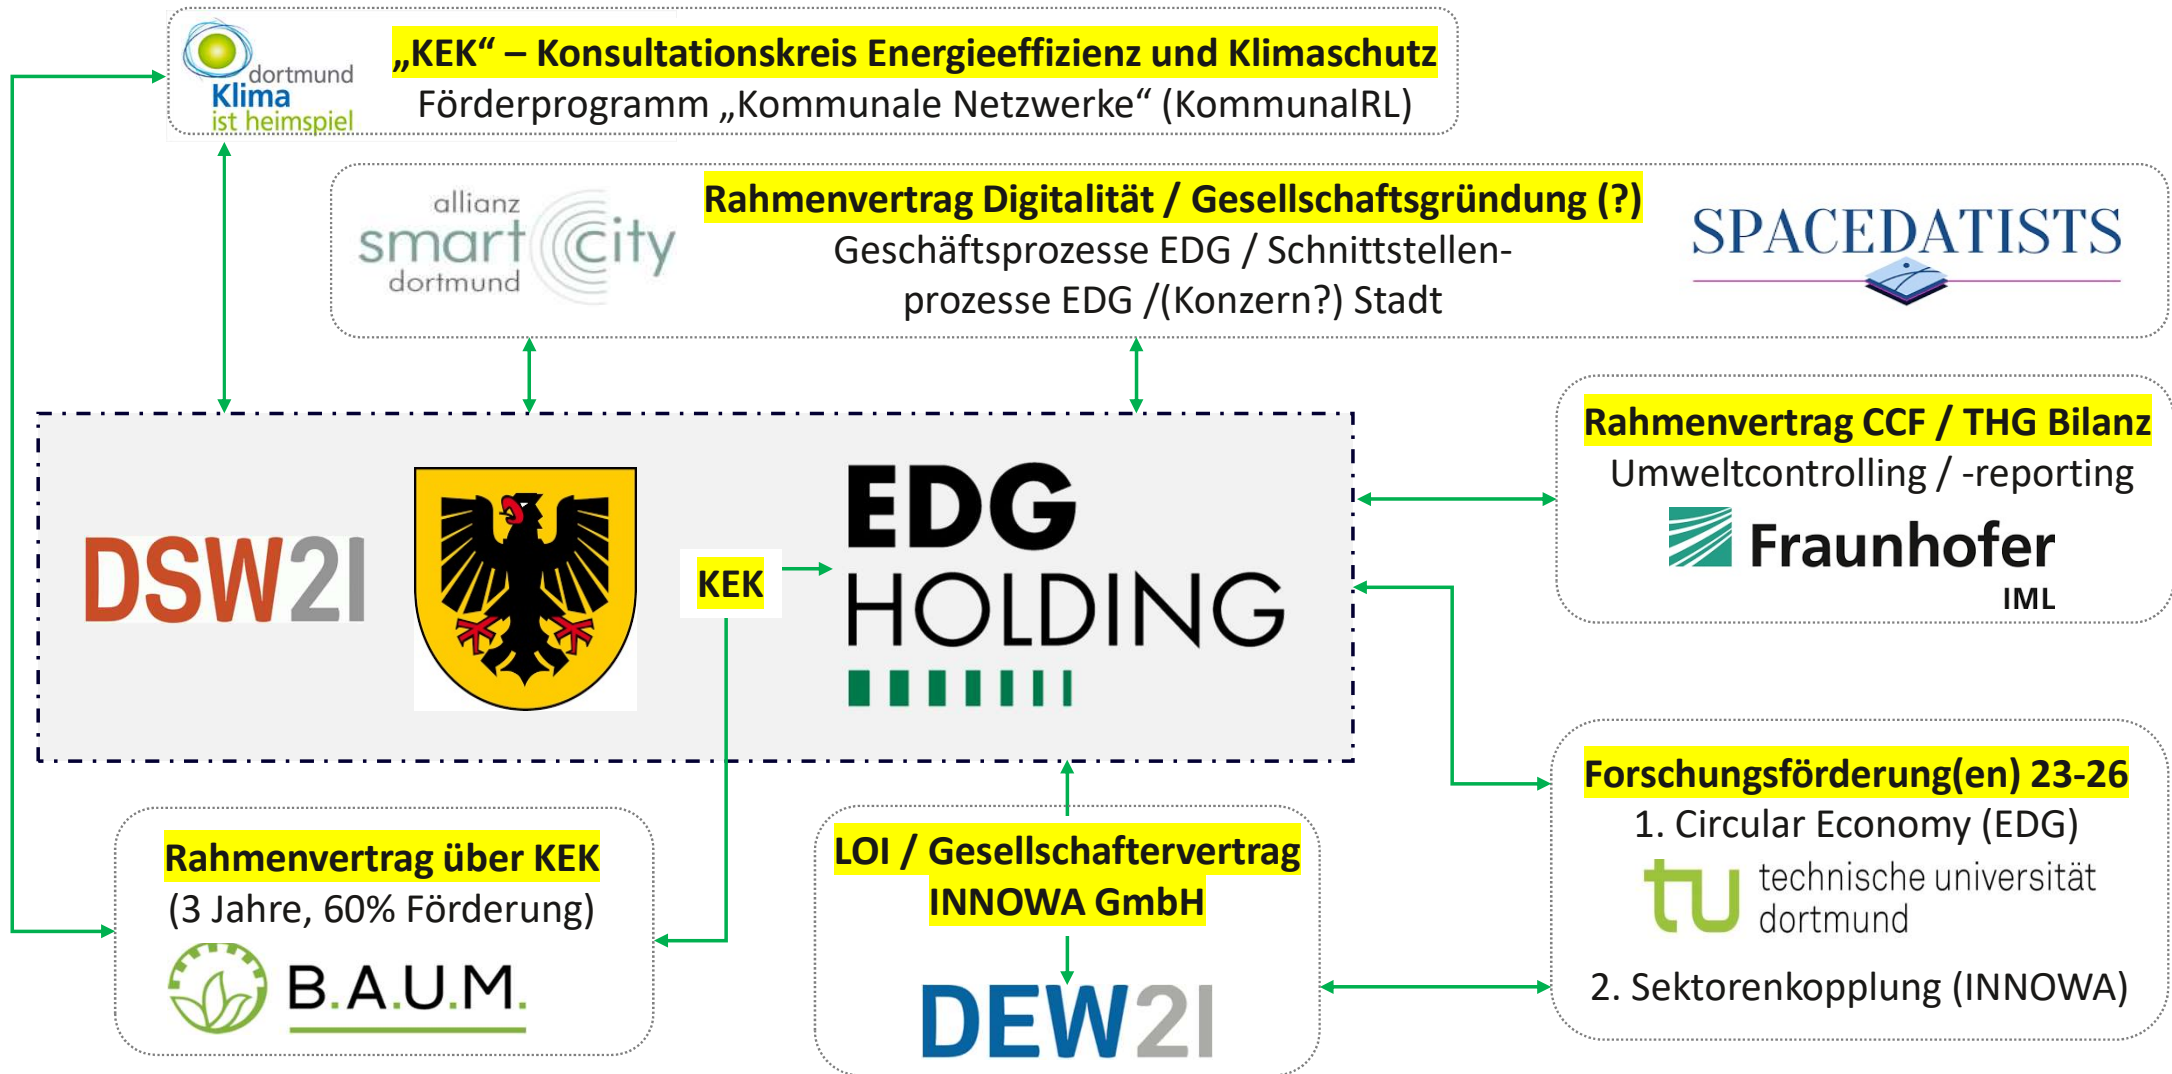 dortmund
Klima
ist heimspiel
„KEK“ – Konsultationskreis Energieeffizienz und Klimaschutz
Förderprogramm „Kommunale Netzwerke“ (KommunalRL)
allianz
smart city
dortmund
Rahmenvertrag Digitalität / Gesellschaftsgründung (?)
Geschäftsprozesse EDG / Schnittstellen-
prozesse EDG /(Konzern?) Stadt
SPACEDATISTS
DSW21
KEK
EDG
HOLDING
Rahmenvertrag CCF / THG Bilanz
Umweltcontrolling / -reporting
Fraunhofer
IML
Rahmenvertrag über KEK
(3 Jahre, 60% Förderung)
B.A.U.M.
LOI / Gesellschaftervertrag
INNOWA GmbH
DEW21
Forschungsförderung(en) 23-26
1. Circular Economy (EDG)
tu technische universität
dortmund
2. Sektorenkopplung (INNOWA)